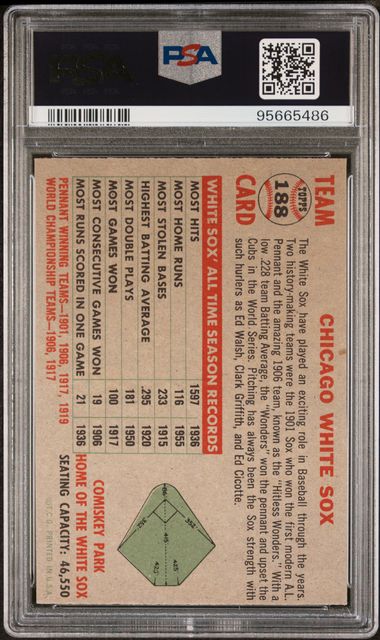 PSA
PSA
95665486
TEAM
CARD
TOPPS
188
CHICAGO WHITE SOX
The White Sox have played an exciting role in Baseball through the years.
Two history-making teams were the 1901 Sox who won the first modern A.L.
Pennant and the amazing 1906 team, known as the "Hitless Wonders." With a
low .228 team Batting Average, the "Wonders" won the pennant and upset the
Cubs in the World Series. Pitching has always been the Sox strength with
such hurlers as Ed Walsh, Clark Griffith, and Ed Cicotte.
WHITE SOX' ALL TIME SEASON RECORDS
MOST HITS 1597 1936
MOST HOME RUNS 116 1955
MOST STOLEN BASES 233 1915
HIGHEST BATTING AVERAGE .295 1920
MOST DOUBLE PLAYS 181 1950
MOST GAMES WON 100 1917
MOST CONSECUTIVE GAMES WON 19 1906
MOST RUNS SCORED IN ONE GAME 21 1936
PENNANT WINNING TEAMS—1901, 1906, 1917, 1919
WORLD CHAMPIONSHIP TEAMS—1906, 1917
352
415
352
COMISKEY PARK
HOME OF THE WHITE SOX
SEATING CAPACITY: 46,550
©T.C.G. PRINTED IN U.S.A.